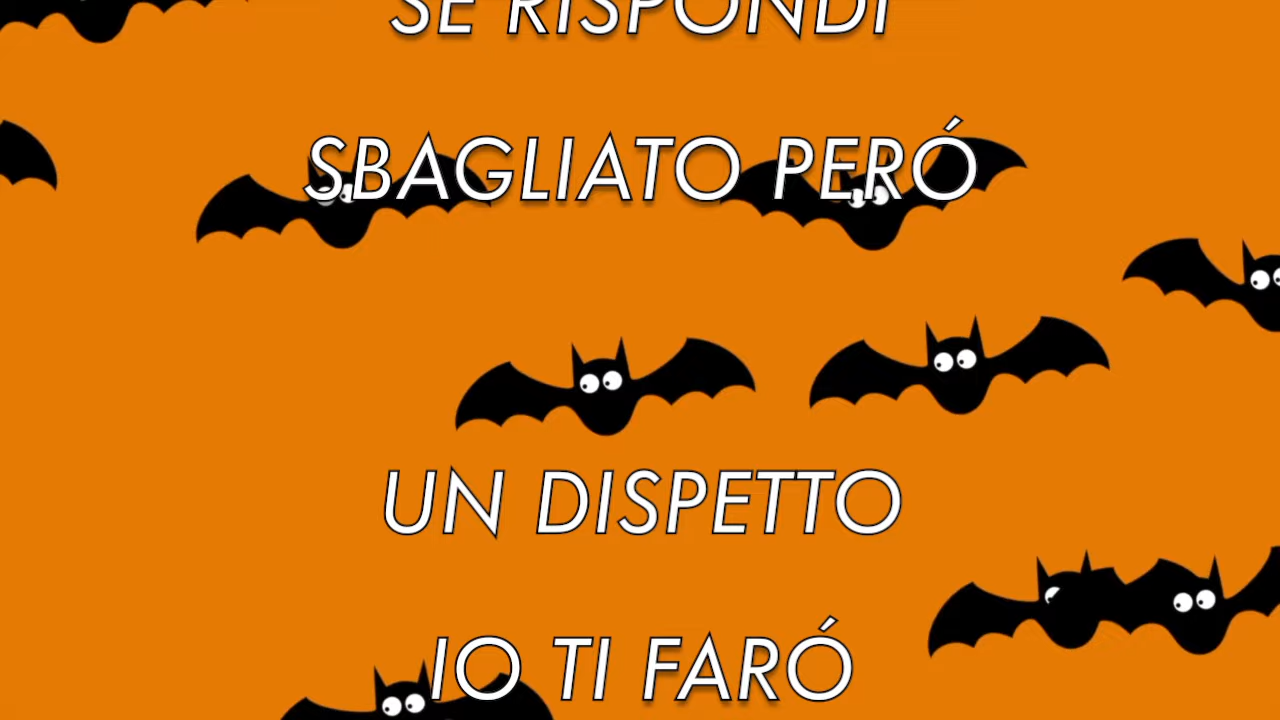 SE RISPONDI
SBAGLIATO PERÓ
UN DISPETTO
IO TI FARÓ